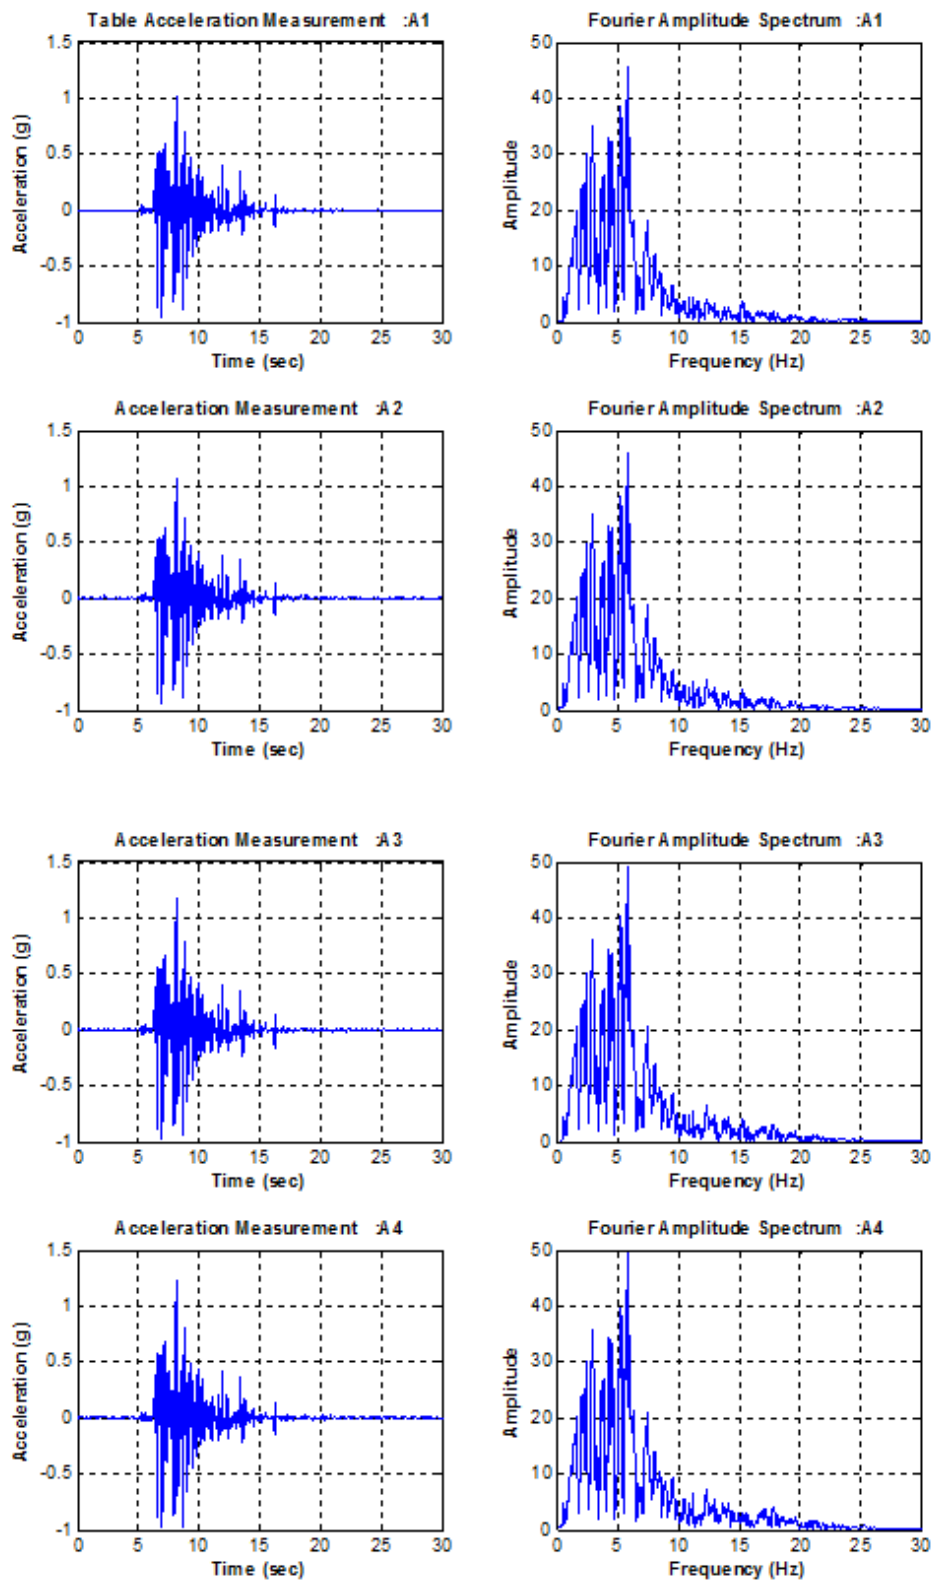 Table Acceleration Measurement :A1
1.5
1
0.5
0
-0.5
-1
0 5 10 15 20 25 30
Acceleration (g)
Time (sec)
Fourier Amplitude Spectrum :A1
50
40
30
20
10
0
0 5 10 15 20 25 30
Amplitude
Frequency (Hz)
Acceleration Measurement :A2
1.5
1
0.5
0
-0.5
-1
0 5 10 15 20 25 30
Acceleration (g)
Time (sec)
Fourier Amplitude Spectrum :A2
50
40
30
20
10
0
0 5 10 15 20 25 30
Amplitude
Frequency (Hz)
Acceleration Measurement :A3
1.5
1
0.5
0
-0.5
-1
0 5 10 15 20 25 30
Acceleration (g)
Time (sec)
Fourier Amplitude Spectrum :A3
50
40
30
20
10
0
0 5 10 15 20 25 30
Amplitude
Frequency (Hz)
Acceleration Measurement :A4
1.5
1
0.5
0
-0.5
-1
0 5 10 15 20 25 30
Acceleration (g)
Time (sec)
Fourier Amplitude Spectrum :A4
50
40
30
20
10
0
0 5 10 15 20 25 30
Amplitude
Frequency (Hz)